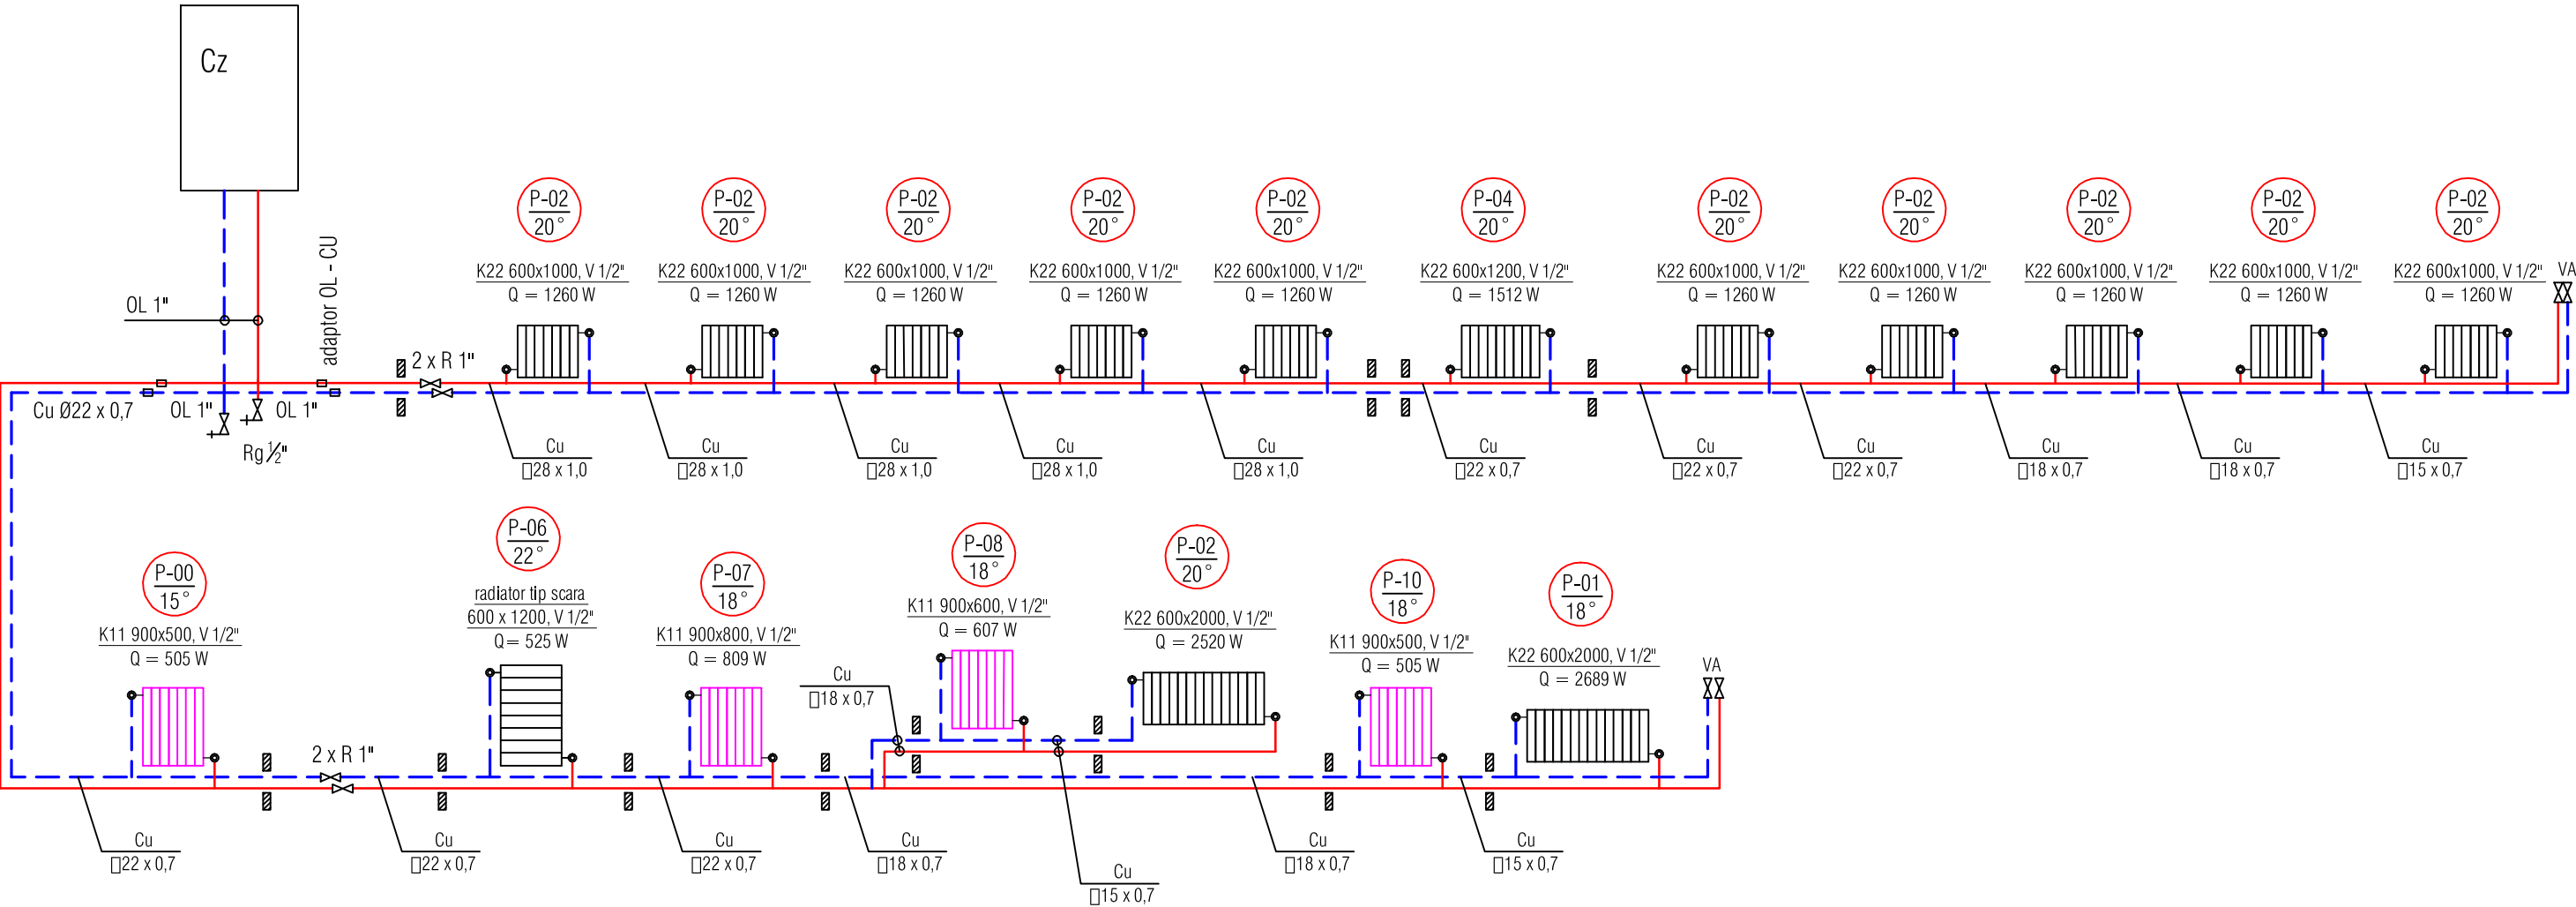 Cz
OL 1"
adaptor OL - CU
Cu Ø22 x 0,7
OL 1"
OL 1"
Rg ½"
2 x R 1"
P-02
20°
K22 600x1000, V 1/2"
Q = 1260 W
P-02
20°
K22 600x1000, V 1/2"
Q = 1260 W
P-02
20°
K22 600x1000, V 1/2"
Q = 1260 W
P-02
20°
K22 600x1000, V 1/2"
Q = 1260 W
P-02
20°
K22 600x1000, V 1/2"
Q = 1260 W
P-04
20°
K22 600x1200, V 1/2"
Q = 1512 W
P-02
20°
K22 600x1000, V 1/2"
Q = 1260 W
P-02
20°
K22 600x1000, V 1/2"
Q = 1260 W
P-02
20°
K22 600x1000, V 1/2"
Q = 1260 W
P-02
20°
K22 600x1000, V 1/2"
Q = 1260 W
P-02
20°
K22 600x1000, V 1/2"
Q = 1260 W
VA
Cu
▯28 x 1,0
Cu
▯28 x 1,0
Cu
▯28 x 1,0
Cu
▯28 x 1,0
Cu
▯28 x 1,0
Cu
▯22 x 0,7
Cu
▯22 x 0,7
Cu
▯22 x 0,7
Cu
▯18 x 0,7
Cu
▯18 x 0,7
Cu
▯15 x 0,7
P-00
15°
K11 900x500, V 1/2"
Q = 505 W
2 x R 1"
P-06
22°
radiator tip scara
600 x 1200, V 1/2"
Q = 525 W
P-07
18°
K11 900x800, V 1/2"
Q = 809 W
Cu
▯18 x 0,7
P-08
18°
K11 900x600, V 1/2"
Q = 607 W
P-02
20°
K22 600x2000, V 1/2"
Q = 2520 W
P-10
18°
K11 900x500, V 1/2"
Q = 505 W
P-01
18°
K22 600x2000, V 1/2"
Q = 2689 W
VA
Cu
▯22 x 0,7
Cu
▯22 x 0,7
Cu
▯22 x 0,7
Cu
▯18 x 0,7
Cu
▯15 x 0,7
Cu
▯18 x 0,7
Cu
▯15 x 0,7